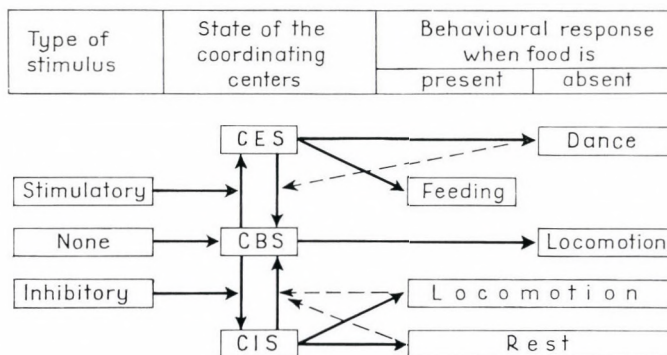 Type of
stimulus
State of the
coordinating
centers
Behavioural response
when food is
present absent
CES Dance
Stimulatory Feeding
None CBS Locomotion
Inhibitory Locomotion
CIS Rest